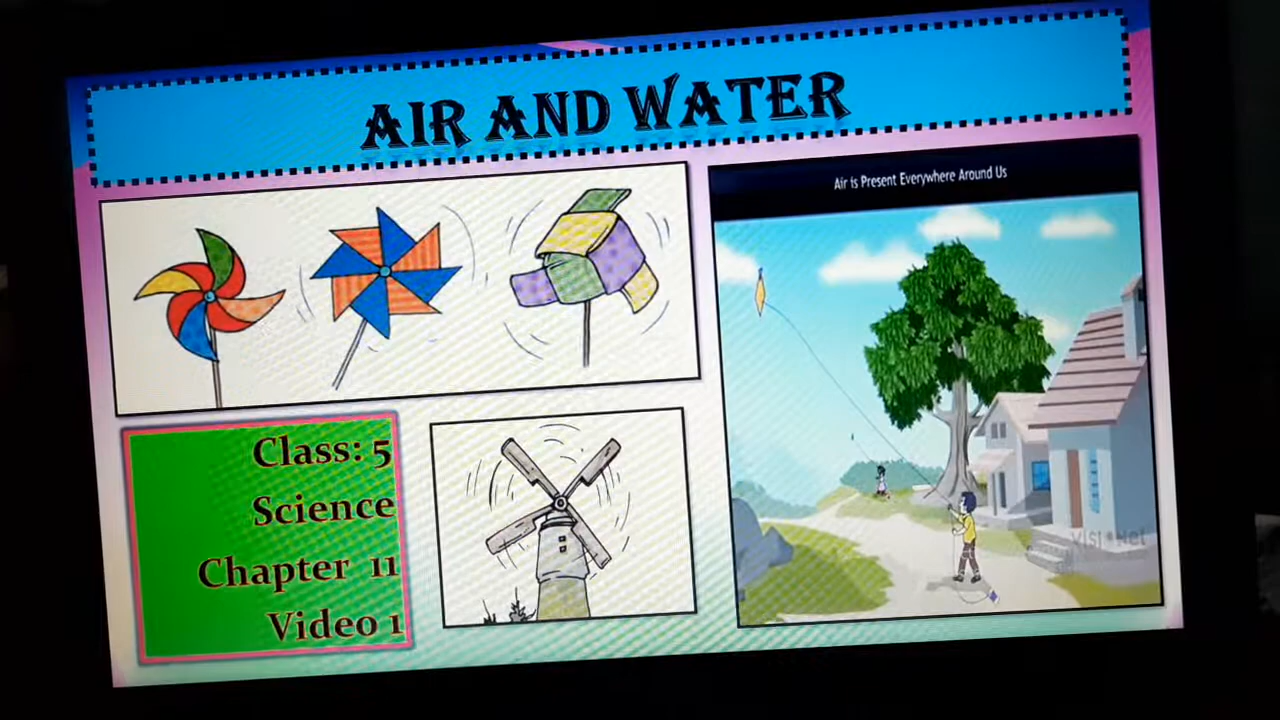 AIR AND WATER
Air is Present Everywhere Around Us
Class: 5
Science
Chapter 11
Video 1